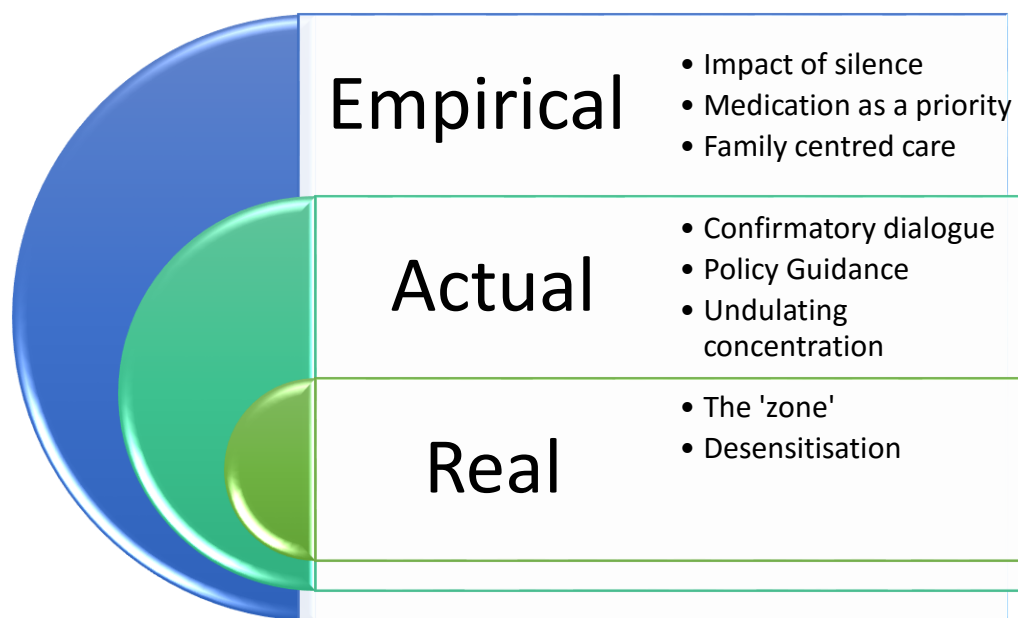 Empirical
• Impact of silence
• Medication as a priority
• Family centred care
Actual
• Confirmatory dialogue
• Policy Guidance
• Undulating
concentration
Real
• The 'zone'
• Desensitisation